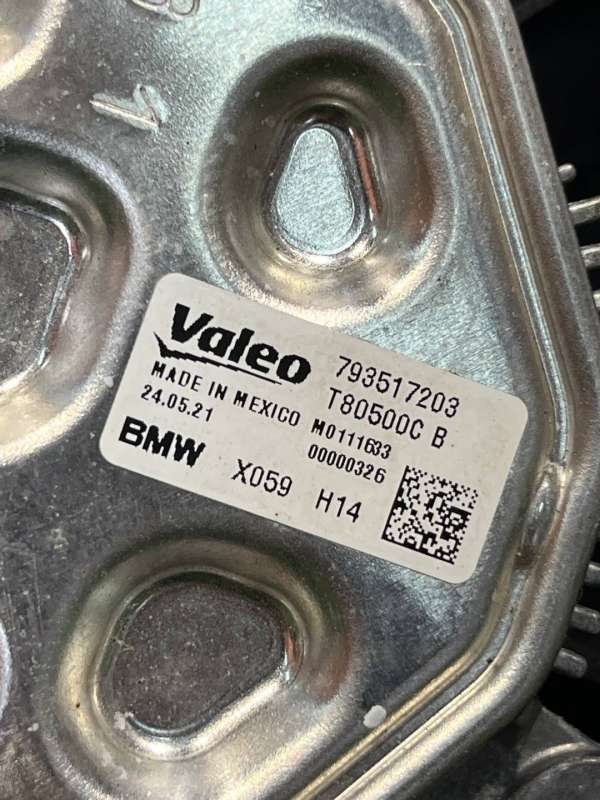 Valeo 793517203
T80500C B
MADE IN MEXICO M0111633
24.05.21 00000326
BMW X059 H14